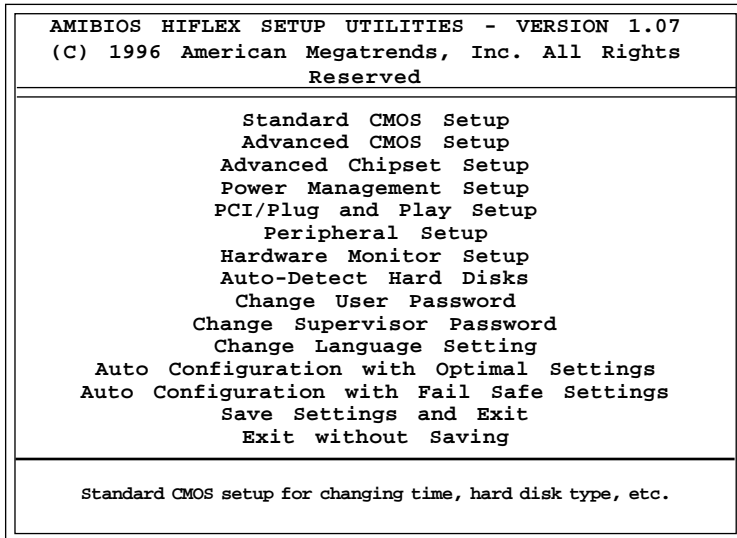 AMIBIOS HIFLEX SETUP UTILITIES - VERSION 1.07
(C) 1996 American Megatrends, Inc. All Rights
Reserved
Standard CMOS Setup
Advanced CMOS Setup
Advanced Chipset Setup
Power Management Setup
PCI/Plug and Play Setup
Peripheral Setup
Hardware Monitor Setup
Auto-Detect Hard Disks
Change User Password
Change Supervisor Password
Change Language Setting
Auto Configuration with Optimal Settings
Auto Configuration with Fail Safe Settings
Save Settings and Exit
Exit without Saving
Standard CMOS setup for changing time, hard disk type, etc.